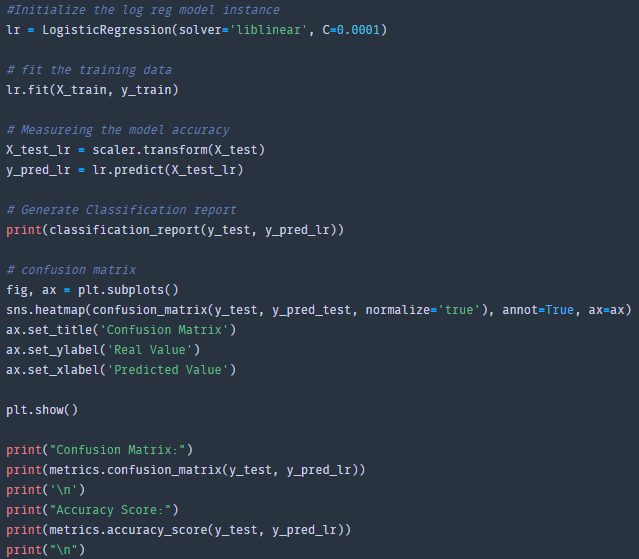 #Initialize the log reg model instance
lr = LogisticRegression(solver='liblinear', C=0.0001)
# fit the training data
lr.fit(X_train, y_train)
# Measureing the model accuracy
X_test_lr = scaler.transform(X_test)
y_pred_lr = lr.predict(X_test_lr)
# Generate Classification report
print(classification_report(y_test, y_pred_lr))
# confusion matrix
fig, ax = plt.subplots()
sns.heatmap(confusion_matrix(y_test, y_pred_test, normalize='true'), annot=True, ax=ax)
ax.set_title('Confusion Matrix')
ax.set_ylabel('Real Value')
ax.set_xlabel('Predicted Value')
plt.show()
print("Confusion Matrix:")
print(metrics.confusion_matrix(y_test, y_pred_lr))
print('\n')
print("Accuracy Score:")
print(metrics.accuracy_score(y_test, y_pred_lr))
print("\n")